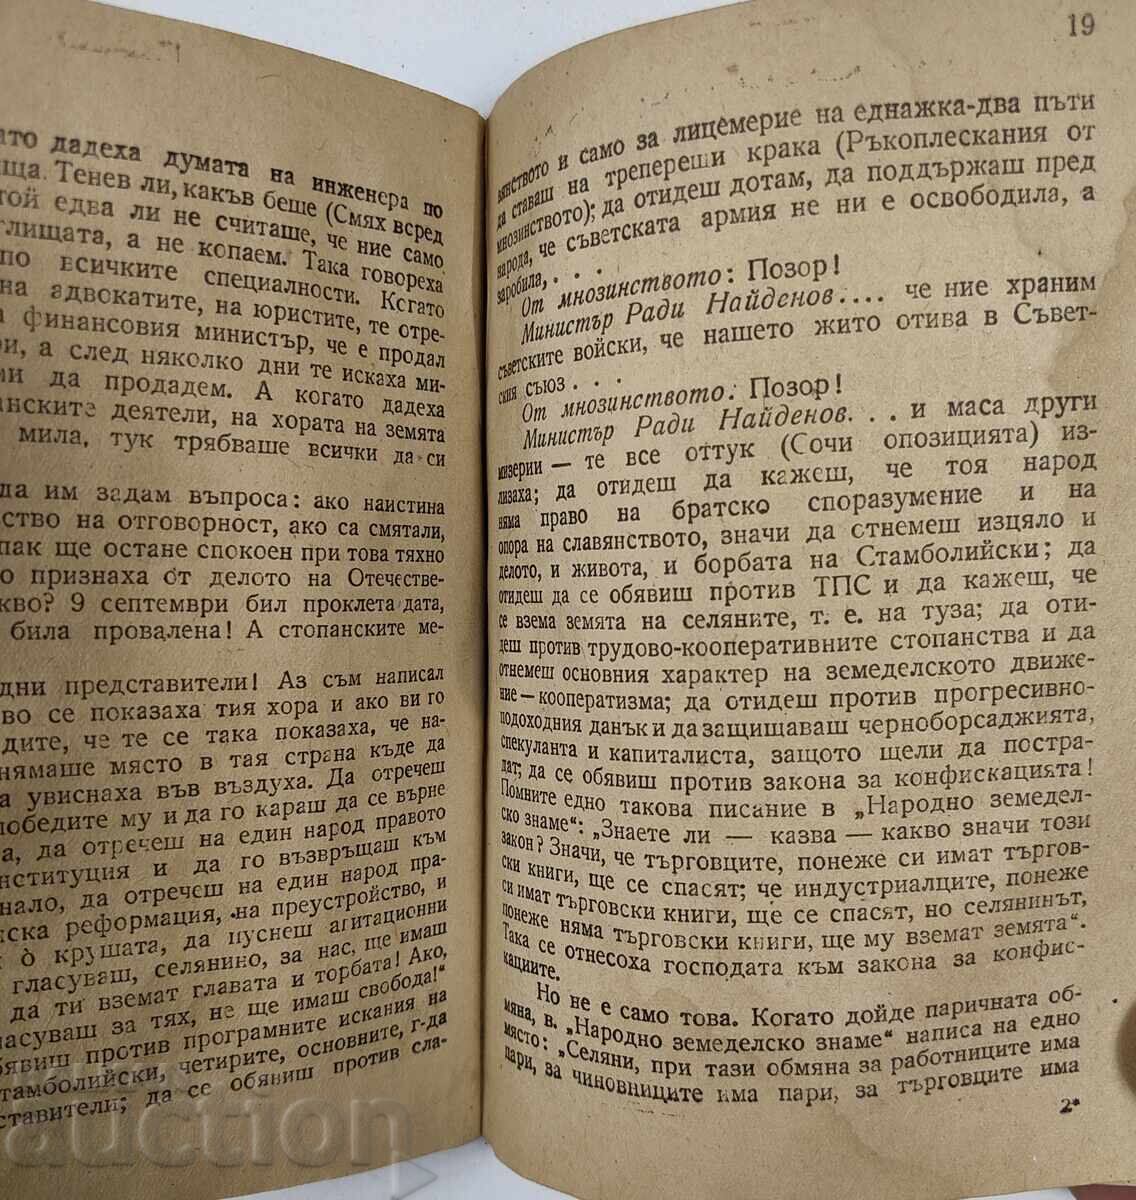 ато дадеха думата на инженера по
ща. Тенев ли, какъв беше (Смях всред
той едва ли не считаше, че ние само
глищата, а не копаем. Така говореха
по всичките специалности. Когато
на адвокатите, на юристите, те отре-
а финансовия министър, че е продал
ри, а след няколко дни те искаха ми-
ми да продадем. А когато дадеха
анските деятели, на хората на земята
мила, тук трябваше всички да си
да им задам въпроса: ако наистина
ство на отговорност, ако са смятали,
пак ще остане спокоен при това тяхно
о признаха от делото на Отечестве-
кво? 9 септември бил проклета дата,
била провалена! А стопанските ме-
дни представители! Аз съм написал
во се показаха тия хора и ако ви го
дите, че те се така показаха, че на-
нямаше място в тая страна къде да
а увиснаха във въздуха. Да отречеш
победите му и да го караш да се върне
а, да отречеш на един народ правото
нституция и да го възвръщаш към
нало, да отречеш на един народ пра-
нска реформация, на преустройство, и
о крушата, да пуснеш агитационни
гласуваш, селянино, за нас, ще имаш
да ти вземат главата и торбата! Ако,
асуваш за тях, не ще имаш свобода!“
бявиш против програмните искания на
тамболийски, четирите, основните, г-да
ставители; да се обявиш против сла-
19
вянството и само за лицемерие на еднажка-два пъти
да ставаш на трепереши крака (Ръкоплескания от
мнозинството); да отидеш дотам, да поддържаш пред
народа, че съветската армия не ни е освободила, а
заробила, . . .
От мнозинството: Позор!
Министър Ради Найденов.... че ние храним
съветските войски, че нашето жито отива в Съвет-
ския съюз . . .
От мнозинството: Позор!
Министър Ради Найденов. . . и маса други
мизерии — те все оттук (Сочи опозицията) из-
лизаха; да отидеш да кажеш, че тоя народ
няма право на братско споразумение и на
опора на славянството, значи да стнемеш изцяло и
делото, и живота, и борбата на Стамболийски; да
отидеш да се обявиш против ТПС и да кажеш, че
се взема земята на селяните, т. е. на туза; да оти-
деш против трудово-кооперативните стопанства и да
отнемеш основния характер на земеделското движе-
ние — кооператизма; да отидеш против прогресивно-
подоходния данък и да защищаваш черноборсаджията,
спекуланта и капиталиста, защото щели да постра-
дат; да се обявиш против закона за конфискацията!
Помните едно такова писание в „Народно земедел-
ско знаме“: „Знаете ли — казва — какво значи този
закон? Значи, че търговците, понеже си имат търгов-
ски книги, ще се спасят; че индустриалците, понеже
си имат търговски книги, ще се спасят, но селянинът,
понеже няма търговски книги, ще му вземат земята“.
Така се отнесоха господата към закона за конфис-
кациите.
Но не е само това. Когато дойде паричната об-
мяна, в. „Народно земеделско знаме“ написа на едно
място: „Селяни, при тази обмяна за работниците има
пари, за чиновниците има пари, за търговците има
2*
auction